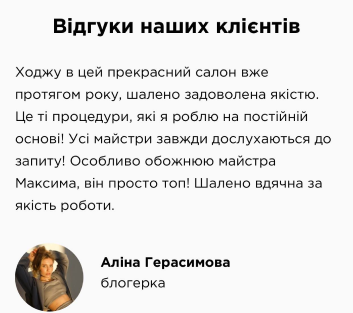 Відгуки наших клієнтів
Ходжу в цей прекрасний салон вже
протягом року, шалено задоволена якістю.
Це ті процедури, які я роблю на постійній
основі! Усі майстри завжди дослухаються до
запиту! Особливо обожнюю майстра
Максима, він просто топ! Шалено вдячна за
якість роботи.
Аліна Герасимова
блогерка